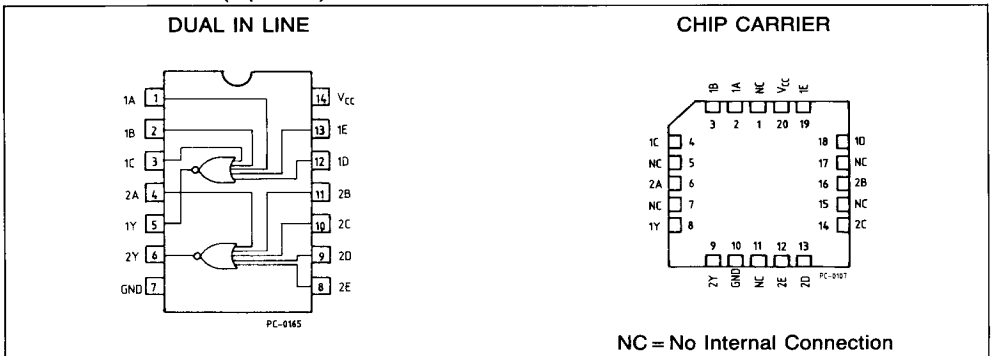 DUAL IN LINE
1A 1
1B 2
1C 3
2A 4
1Y 5
2Y 6
GND 7
14 VCC
13 1E
12 1D
11 2B
10 2C
9 2D
8 2E
PC-0165
CHIP CARRIER
1B 1A NC VCC 1E
3 2 1 20 19
1C 4
NC 5
2A 6
NC 7
1Y 8
18 1D
17 NC
16 2B
15 NC
14 2C
9 10 11 12 13
2Y GND NC 2E 2D
PC-0107
NC = No Internal Connection